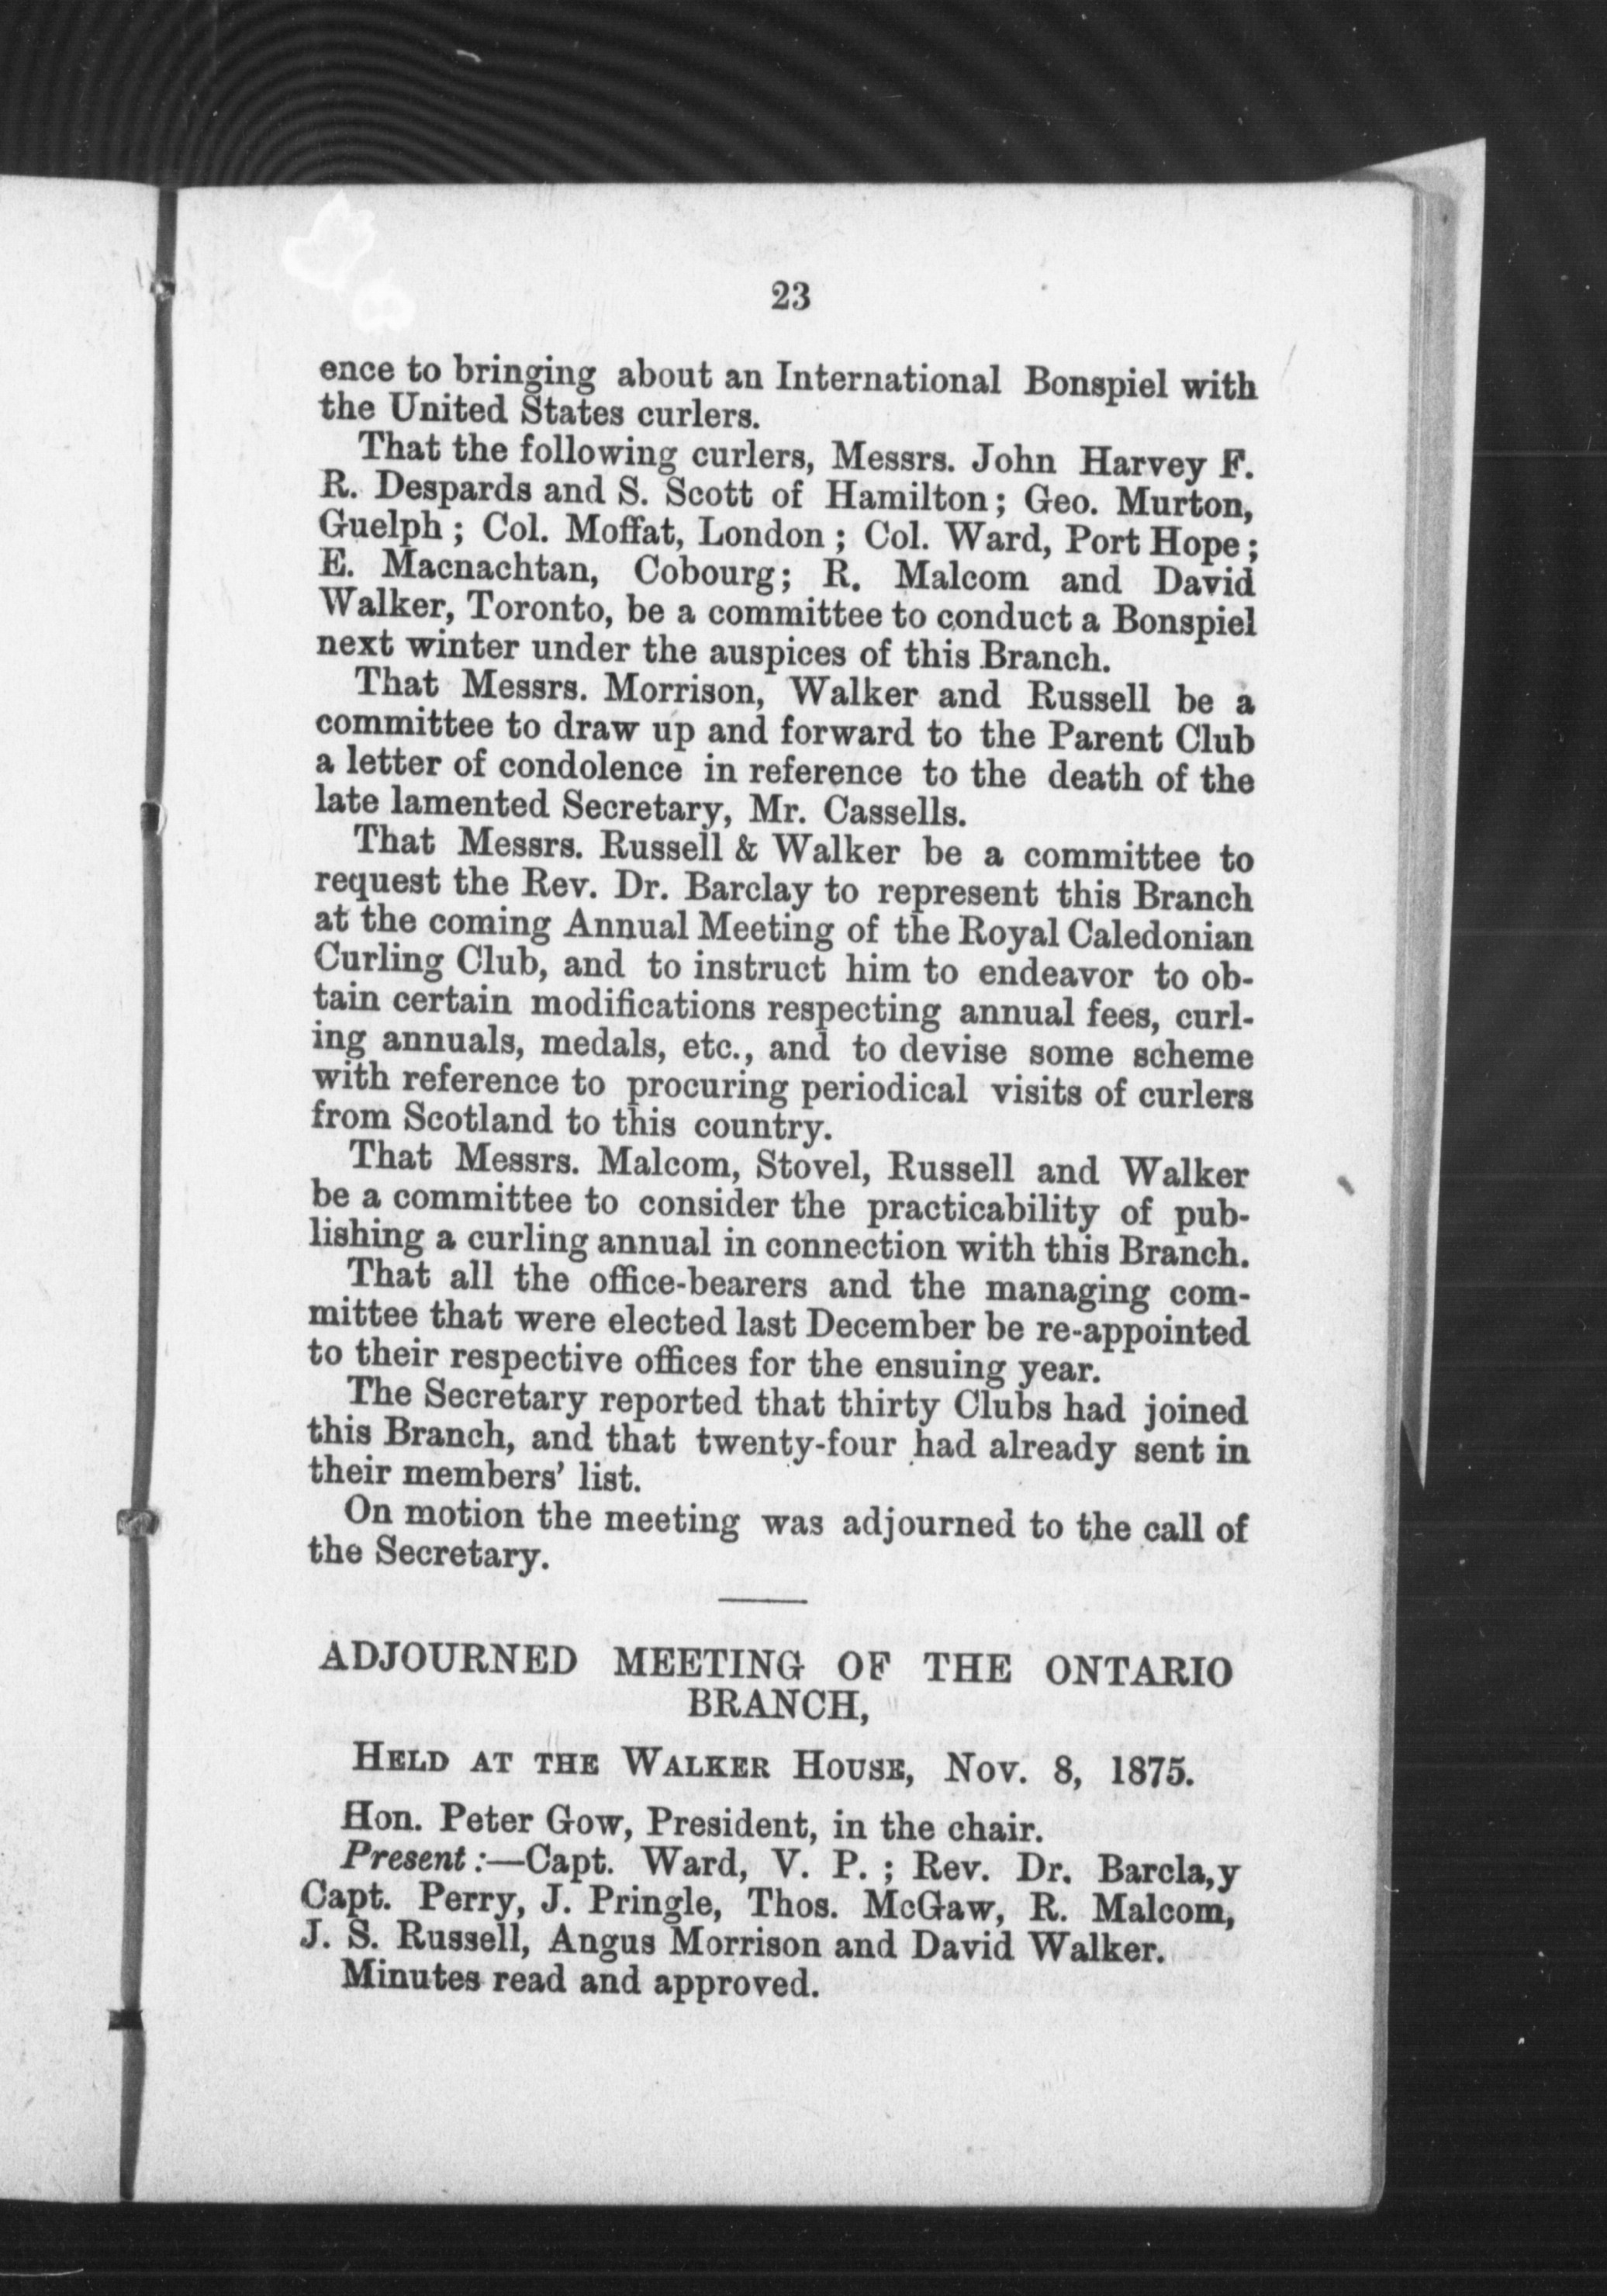 23
ence to bringing about an International Bonspiel with
the United States curlers.
That the following curlers, Messrs. John Harvey F.
R. Despards and S. Scott of Hamilton; Geo. Murton,
Guelph; Col. Moffat, London; Col. Ward, Port Hope;
E. Macnachtan, Cobourg; R. Malcom and David
Walker, Toronto, be a committee to conduct a Bonspiel
next winter under the auspices of this Branch.
That Messrs. Morrison, Walker and Russell be a
committee to draw up and forward to the Parent Club
a letter of condolence in reference to the death of the
late lamented Secretary, Mr. Cassells.
That Messrs. Russell & Walker be a committee to
request the Rev. Dr. Barclay to represent this Branch
at the coming Annual Meeting of the Royal Caledonian
Curling Club, and to instruct him to endeavor to ob-
tain certain modifications respecting annual fees, curl-
ing annuals, medals, etc., and to devise some scheme
with reference to procuring periodical visits of curlers
from Scotland to this country.
That Messrs. Malcom, Stovel, Russell and Walker
be a committee to consider the practicability of pub-
lishing a curling annual in connection with this Branch.
That all the office-bearers and the managing com-
mittee that were elected last December be re-appointed
to their respective offices for the ensuing year.
The Secretary reported that thirty Clubs had joined
this Branch, and that twenty-four had already sent in
their members' list.
On motion the meeting was adjourned to the call of
the Secretary.
ADJOURNED MEETING OF THE ONTARIO
BRANCH,
HELD AT THE WALKER HOUSE, Nov. 8, 1875.
Hon. Peter Gow, President, in the chair.
Present:—Capt. Ward, V. P.; Rev. Dr. Barcla,y
Capt. Perry, J. Pringle, Thos. McGaw, R. Malcom,
J. S. Russell, Angus Morrison and David Walker.
Minutes read and approved.